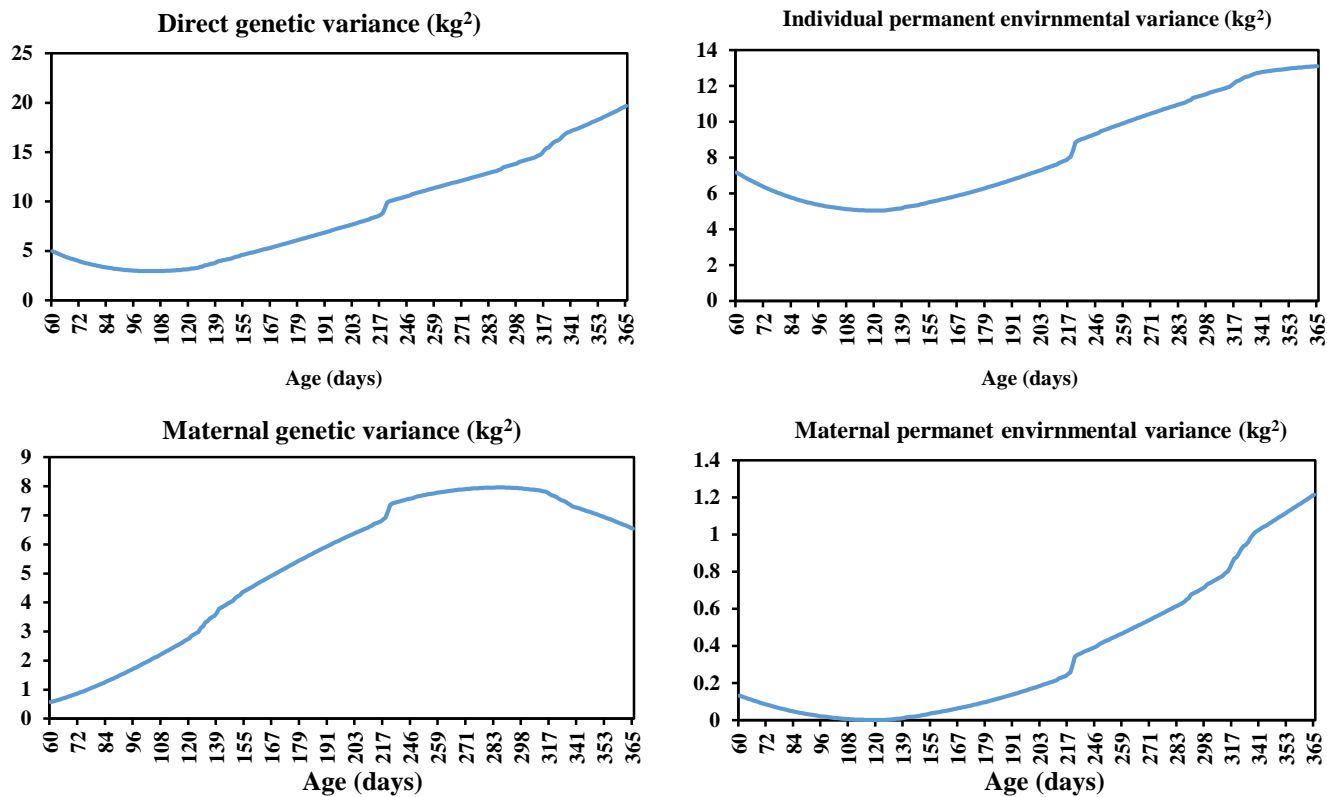 Direct genetic variance (kg²)
25
20
15
10
5
0
60 72 84 96 108 120 139 155 167 179 191 203 217 246 259 271 283 298 317 341 353 365
Age (days)
Individual permanent envirnmental variance (kg²)
14
12
10
8
6
4
2
0
60 72 84 96 108 120 139 155 167 179 191 203 217 246 259 271 283 298 317 341 353 365
Age (days)
Maternal genetic variance (kg²)
9
8
7
6
5
4
3
2
1
0
60 72 84 96 108 120 139 155 167 179 191 203 217 246 259 271 283 298 317 341 353 365
Age (days)
Maternal permanet envirnmental variance (kg²)
1.4
1.2
1
0.8
0.6
0.4
0.2
0
60 72 84 96 108 120 139 155 167 179 191 203 217 246 259 271 283 298 317 341 353 365
Age (days)